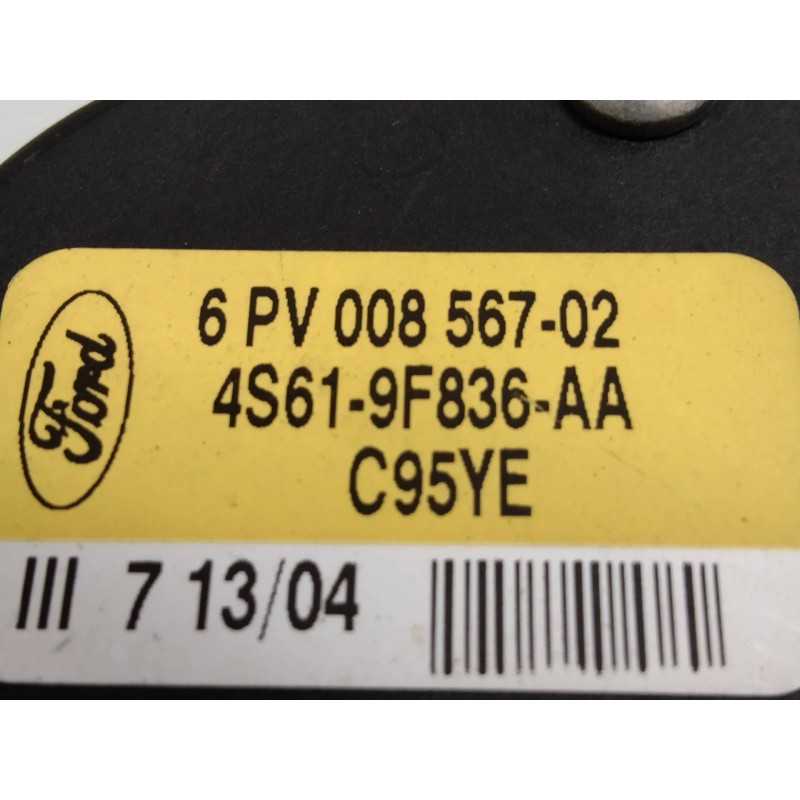 Ford
6 PV 008 567-02
4S61-9F836-AA
C95YE
III 7 13/04